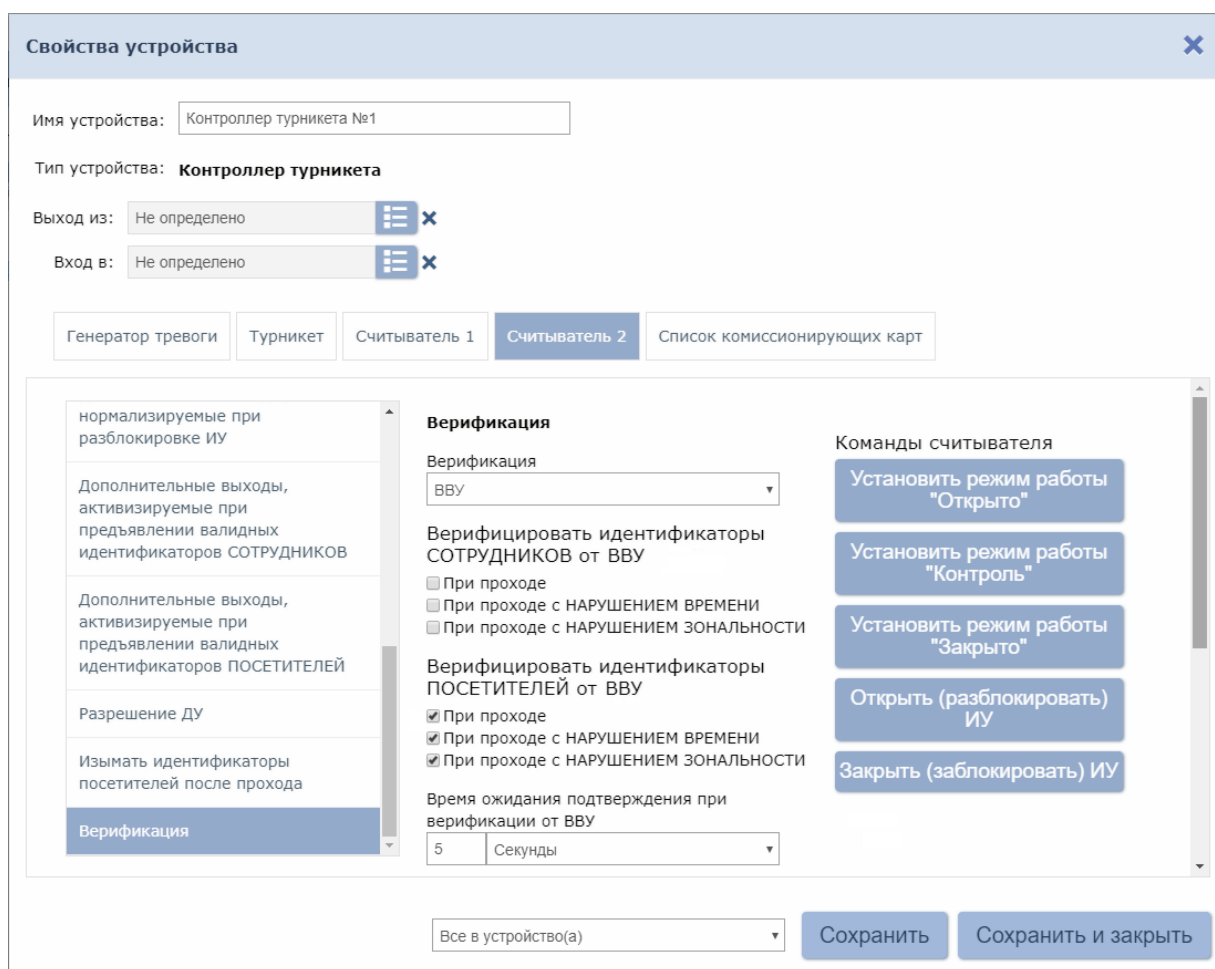 Свойства устройства
Имя устройства: Контроллер турникета №1
Тип устройства: Контроллер турникета
Выход из: Не определено
Вход в: Не определено
Генератор тревоги Турникет Считыватель 1 Считыватель 2 Список комиссионирующих карт
нормализируемые при
разблокировке ИУ
Дополнительные выходы,
активизируемые при
предъявлении валидных
идентификаторов СОТРУДНИКОВ
Дополнительные выходы,
активизируемые при
предъявлении валидных
идентификаторов ПОСЕТИТЕЛЕЙ
Разрешение ДУ
Изымать идентификаторы
посетителей после прохода
Верификация
Верификация
Верификация
ВВУ
Верифицировать идентификаторы
СОТРУДНИКОВ от ВВУ
При проходе
При проходе с НАРУШЕНИЕМ ВРЕМЕНИ
При проходе с НАРУШЕНИЕМ ЗОНАЛЬНОСТИ
Верифицировать идентификаторы
ПОСЕТИТЕЛЕЙ от ВВУ
При проходе
При проходе с НАРУШЕНИЕМ ВРЕМЕНИ
При проходе с НАРУШЕНИЕМ ЗОНАЛЬНОСТИ
Время ожидания подтверждения при
верификации от ВВУ
5 Секунды
Команды считывателя
Установить режим работы
"Открыто"
Установить режим работы
"Контроль"
Установить режим работы
"Закрыто"
Открыть (разблокировать)
ИУ
Закрыть (заблокировать) ИУ
Все в устройство(а) Сохранить Сохранить и закрыть